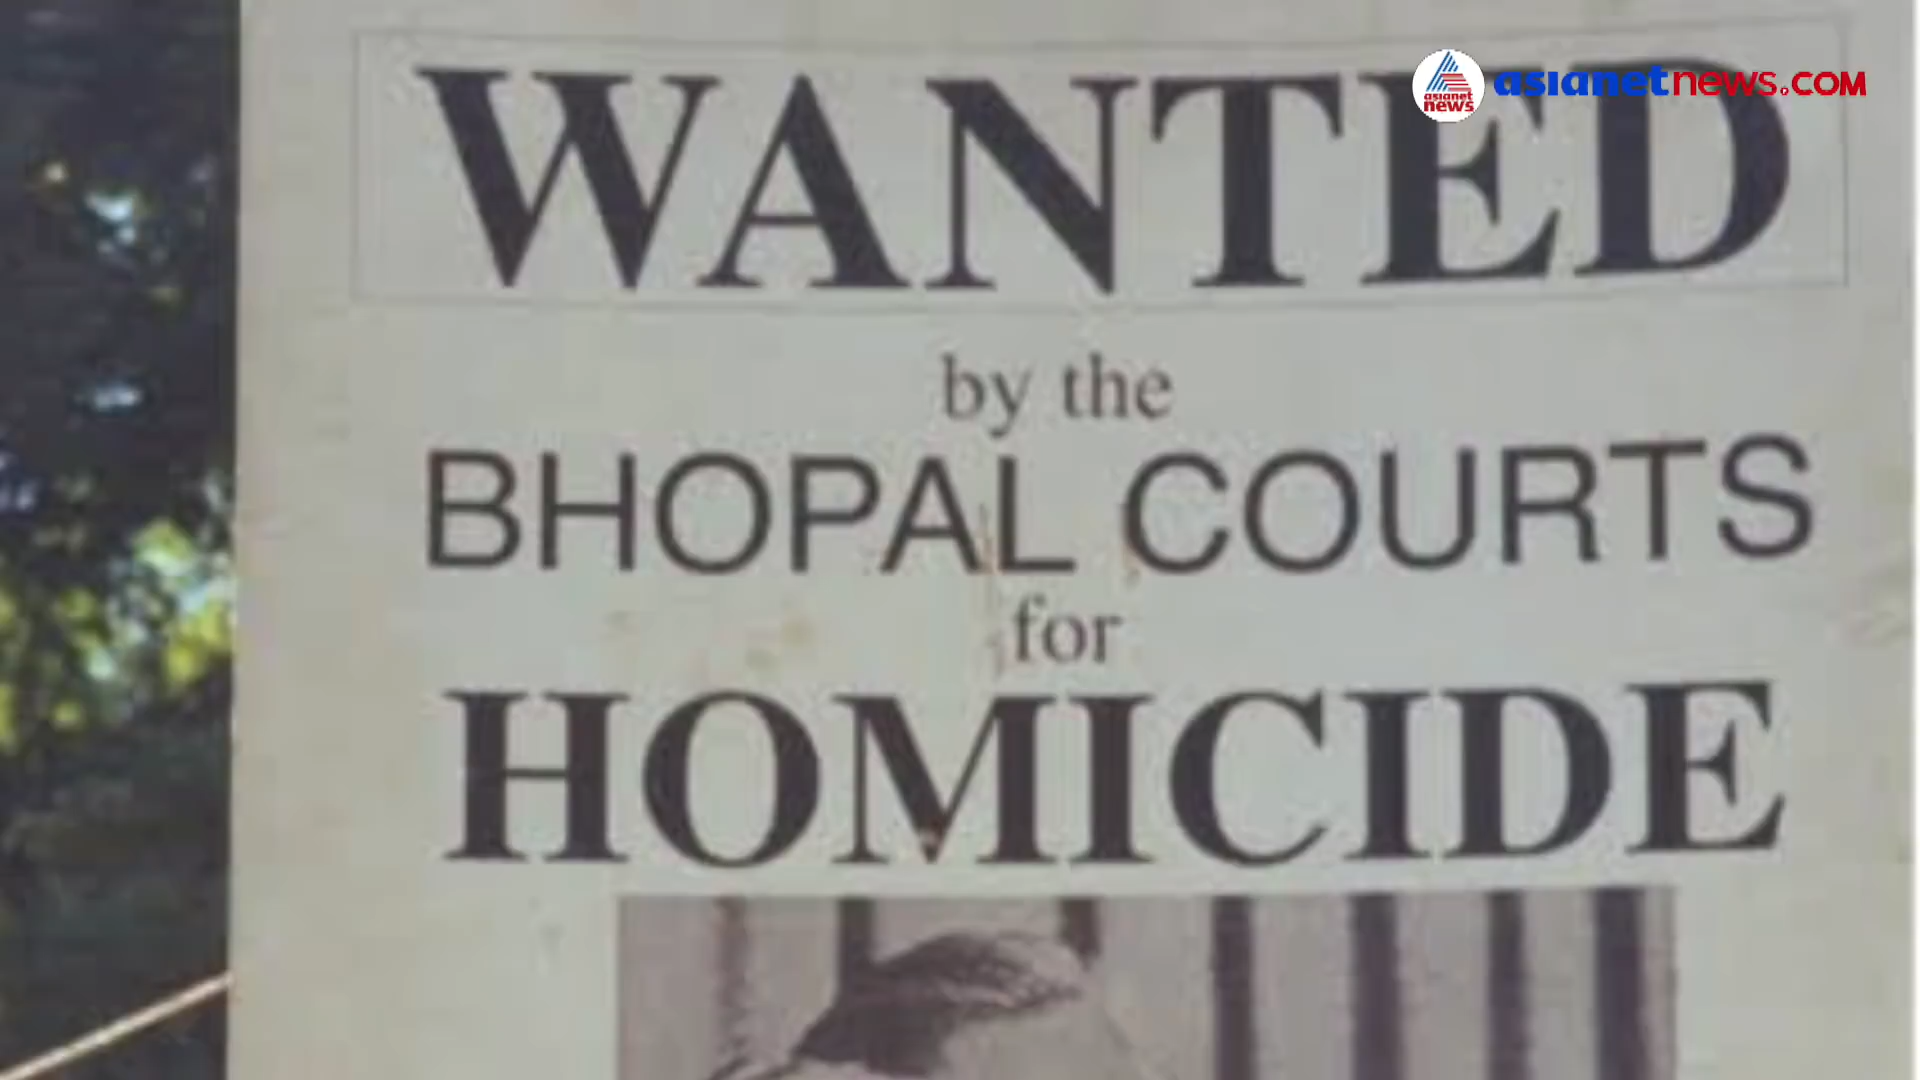 WANTED
asianet news
asianetnews.COM
by the
BHOPAL COURTS
for
HOMICIDE